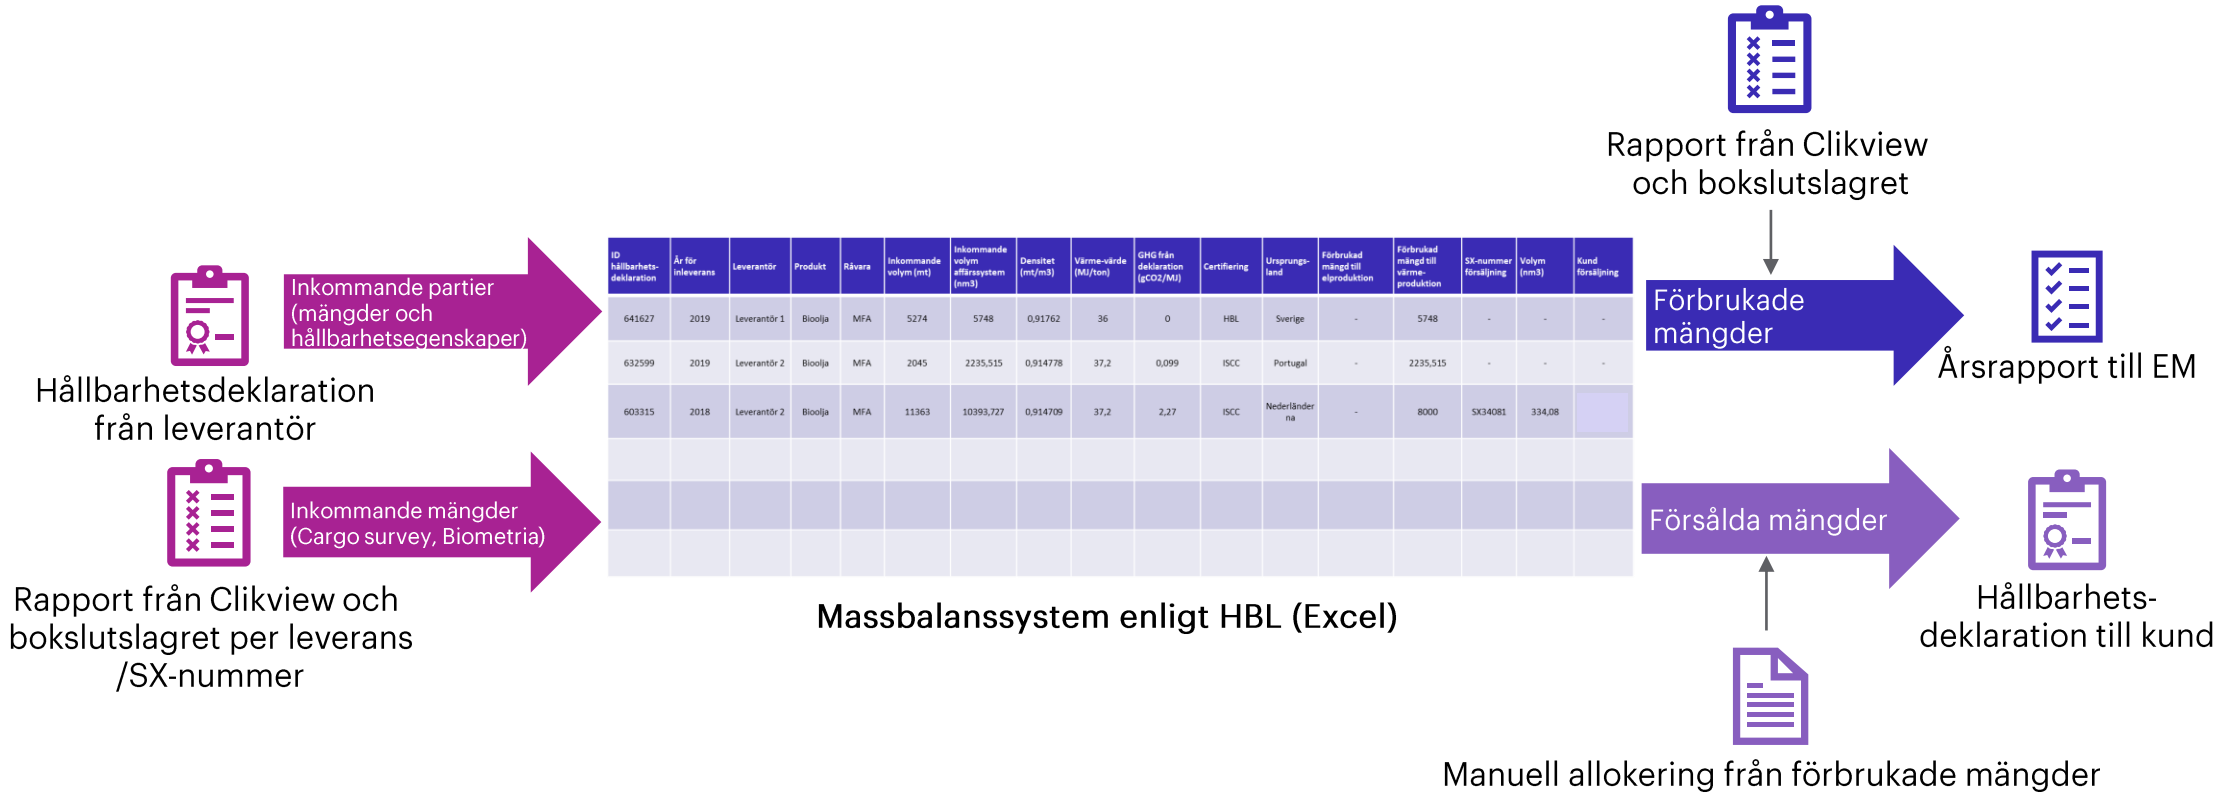 Rapport från Clikview
och bokslutslagret
Inkommande partier
(mängder och
hållbarhetsegenskaper)
Hållbarhetsdeklaration
från leverantör
Inkommande mängder
(Cargo survey, Biometria)
Rapport från Clikview och
bokslutslagret per leverans
/SX-nummer
ID hållbarhets-deklaration | År för inleverans | Leverantör | Produkt | Råvara | Inkommande volym (mt) | Inkommande volym affärssystem (nm3) | Densitet (mt/m3) | Värme-värde (MJ/ton) | GHG från deklaration (gCO2/MJ) | Certifiering | Ursprungs-land | Förbrukad mängd till elproduktion | Förbrukad mängd till värme-produktion | SX-nummer försäljning | Volym (nm3) | Kund försäljning
641627 | 2019 | Leverantör 1 | Bioolja | MFA | 5274 | 5748 | 0,91762 | 36 | 0 | HBL | Sverige | - | 5748 | - | - | -
632599 | 2019 | Leverantör 2 | Bioolja | MFA | 2045 | 2235,515 | 0,914778 | 37,2 | 0,099 | ISCC | Portugal | - | 2235,515 | - | - | -
603315 | 2018 | Leverantör 2 | Bioolja | MFA | 11363 | 10393,727 | 0,914709 | 37,2 | 2,27 | ISCC | Nederländerna | - | 8000 | SX34081 | 334,08
Massbalanssystem enligt HBL (Excel)
Förbrukade
mängder
Årsrapport till EM
Försålda mängder
Hållbarhets-
deklaration till kund
Manuell allokering från förbrukade mängder